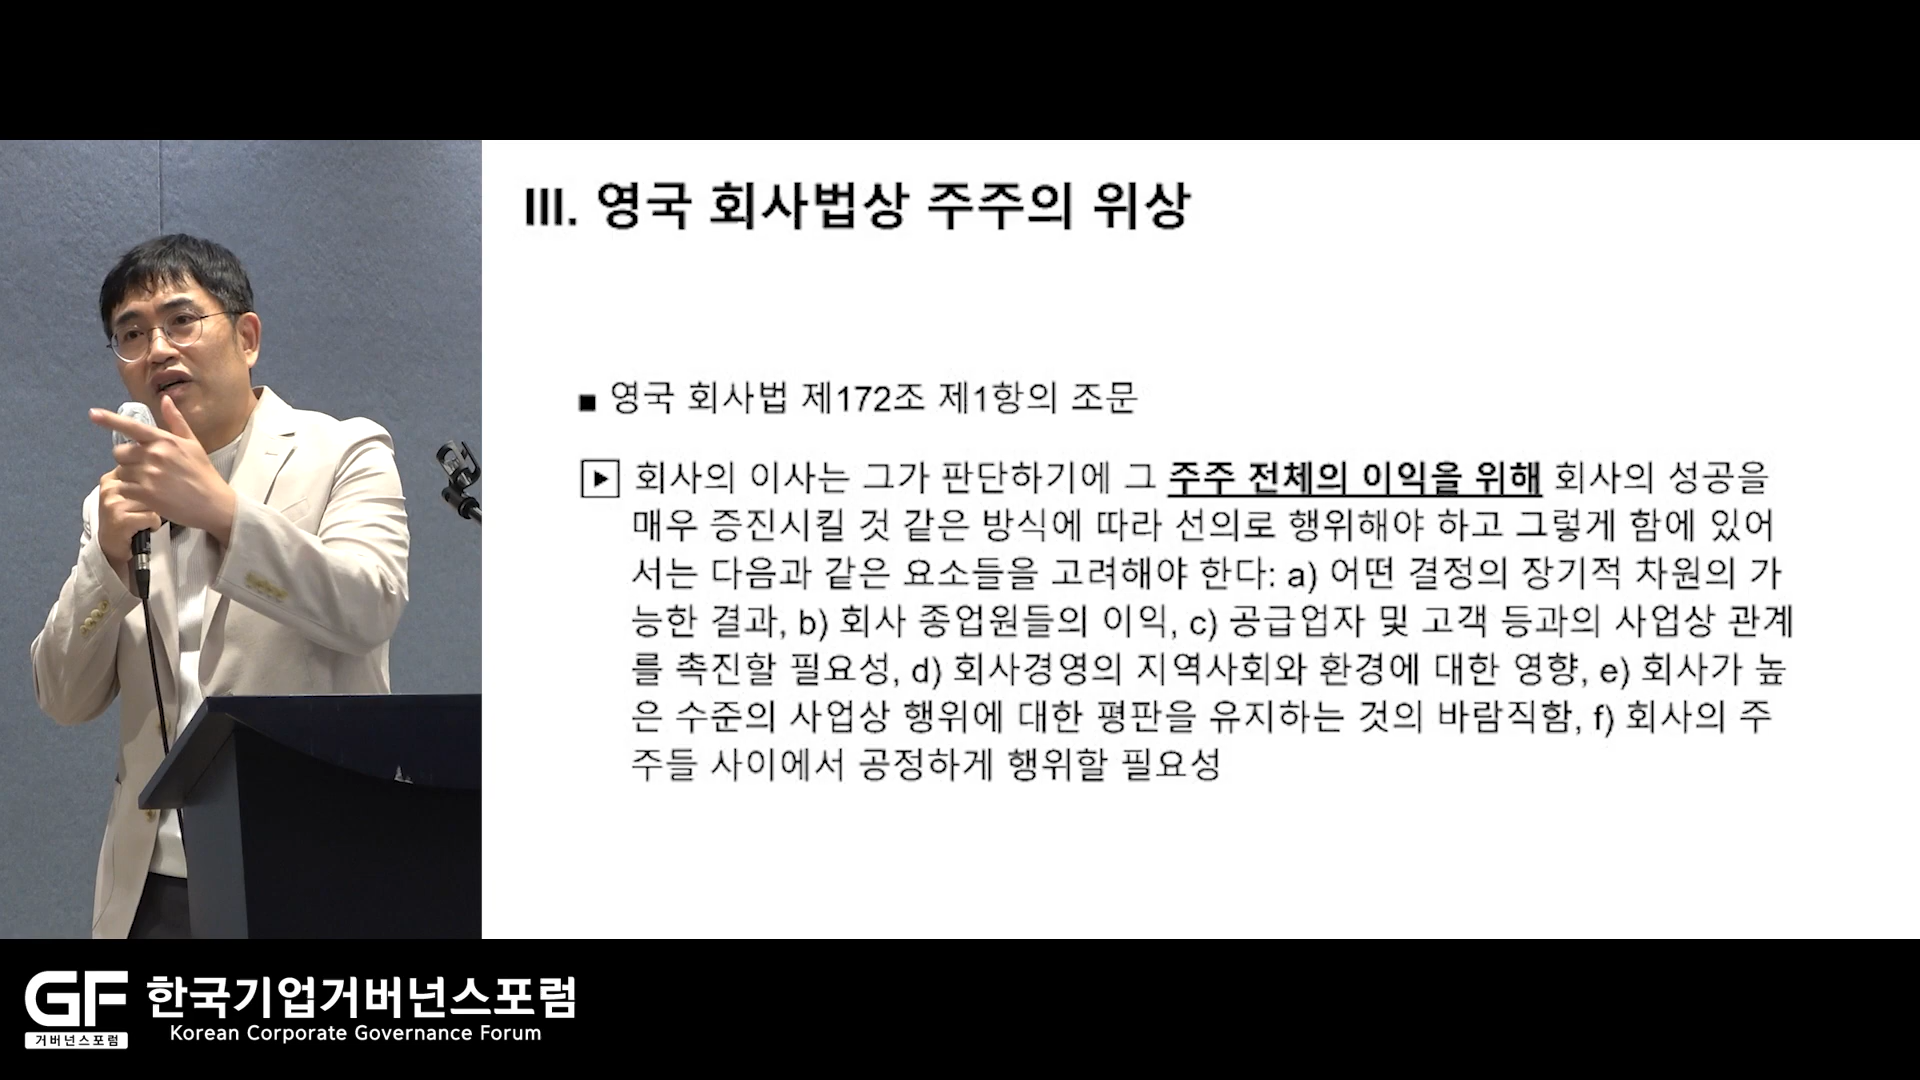 III. 영국 회사법상 주주의 위상
■ 영국 회사법 제172조 제1항의 조문
회사의 이사는 그가 판단하기에 그 주주 전체의 이익을 위해 회사의 성공을
매우 증진시킬 것 같은 방식에 따라 선의로 행위해야 하고 그렇게 함에 있어
서는 다음과 같은 요소들을 고려해야 한다: a) 어떤 결정의 장기적 차원의 가
능한 결과, b) 회사 종업원들의 이익, c) 공급업자 및 고객 등과의 사업상 관계
를 촉진할 필요성, d) 회사경영의 지역사회와 환경에 대한 영향, e) 회사가 높
은 수준의 사업상 행위에 대한 평판을 유지하는 것의 바람직함, f) 회사의 주
주들 사이에서 공정하게 행위할 필요성
GF
거버넌스포럼
한국기업거버넌스포럼
Korean Corporate Governance Forum